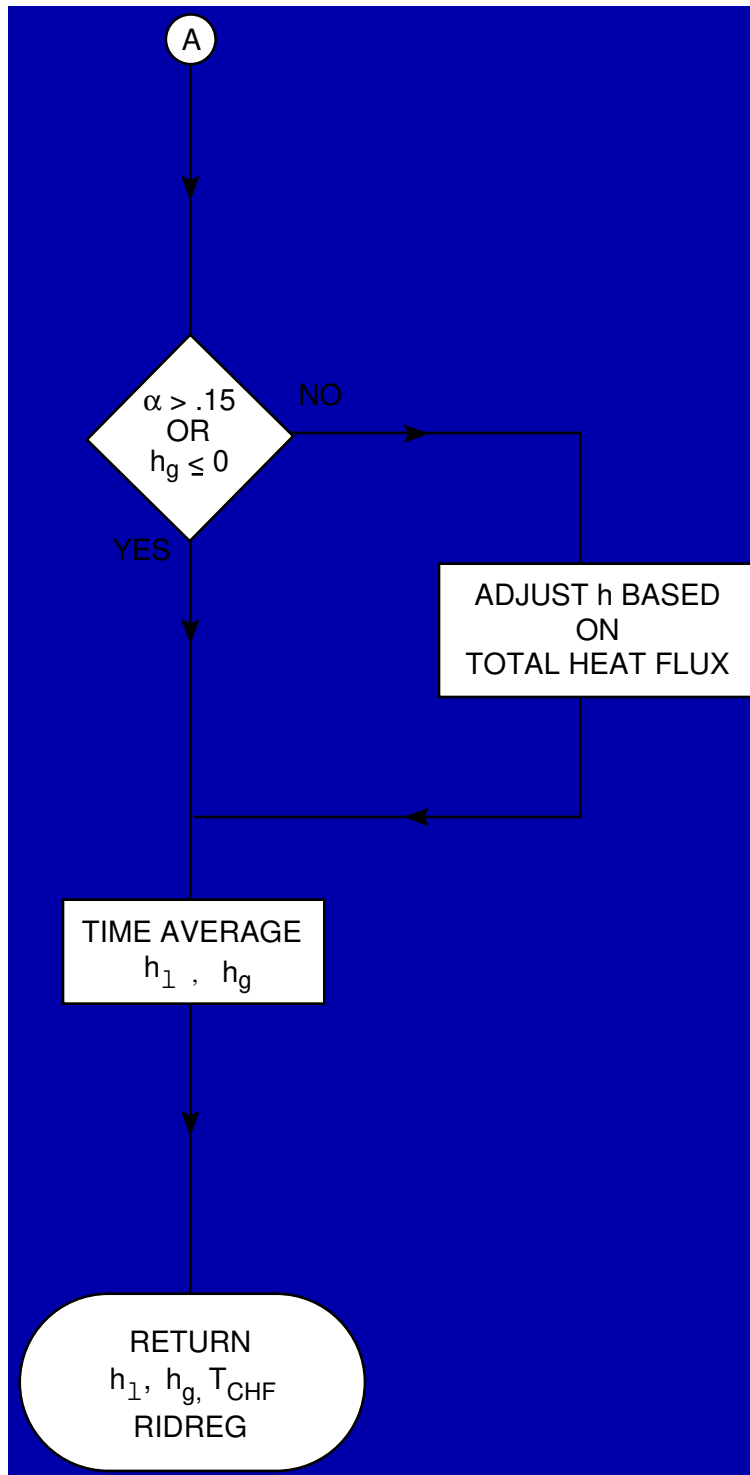 A
α > .15
OR
hg ≤ 0
NO
YES
ADJUST h BASED
ON
TOTAL HEAT FLUX
TIME AVERAGE
hl , hg
RETURN
hl, hg, TCHF
RIDREG